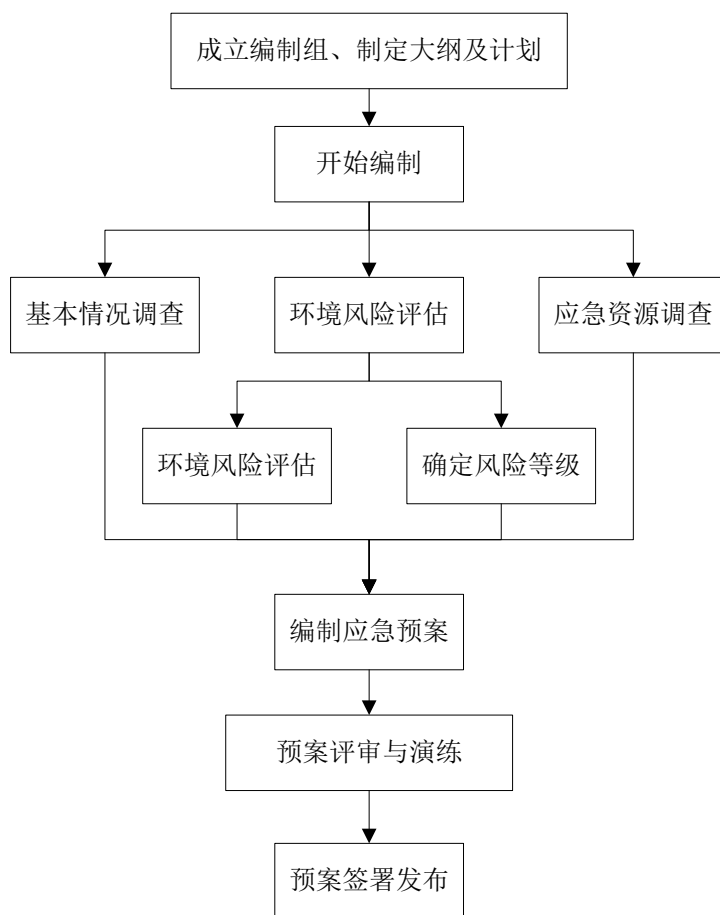 成立编制组、制定大纲及计划
开始编制
基本情况调查
环境风险评估
应急资源调查
环境风险评估
确定风险等级
编制应急预案
预案评审与演练
预案签署发布